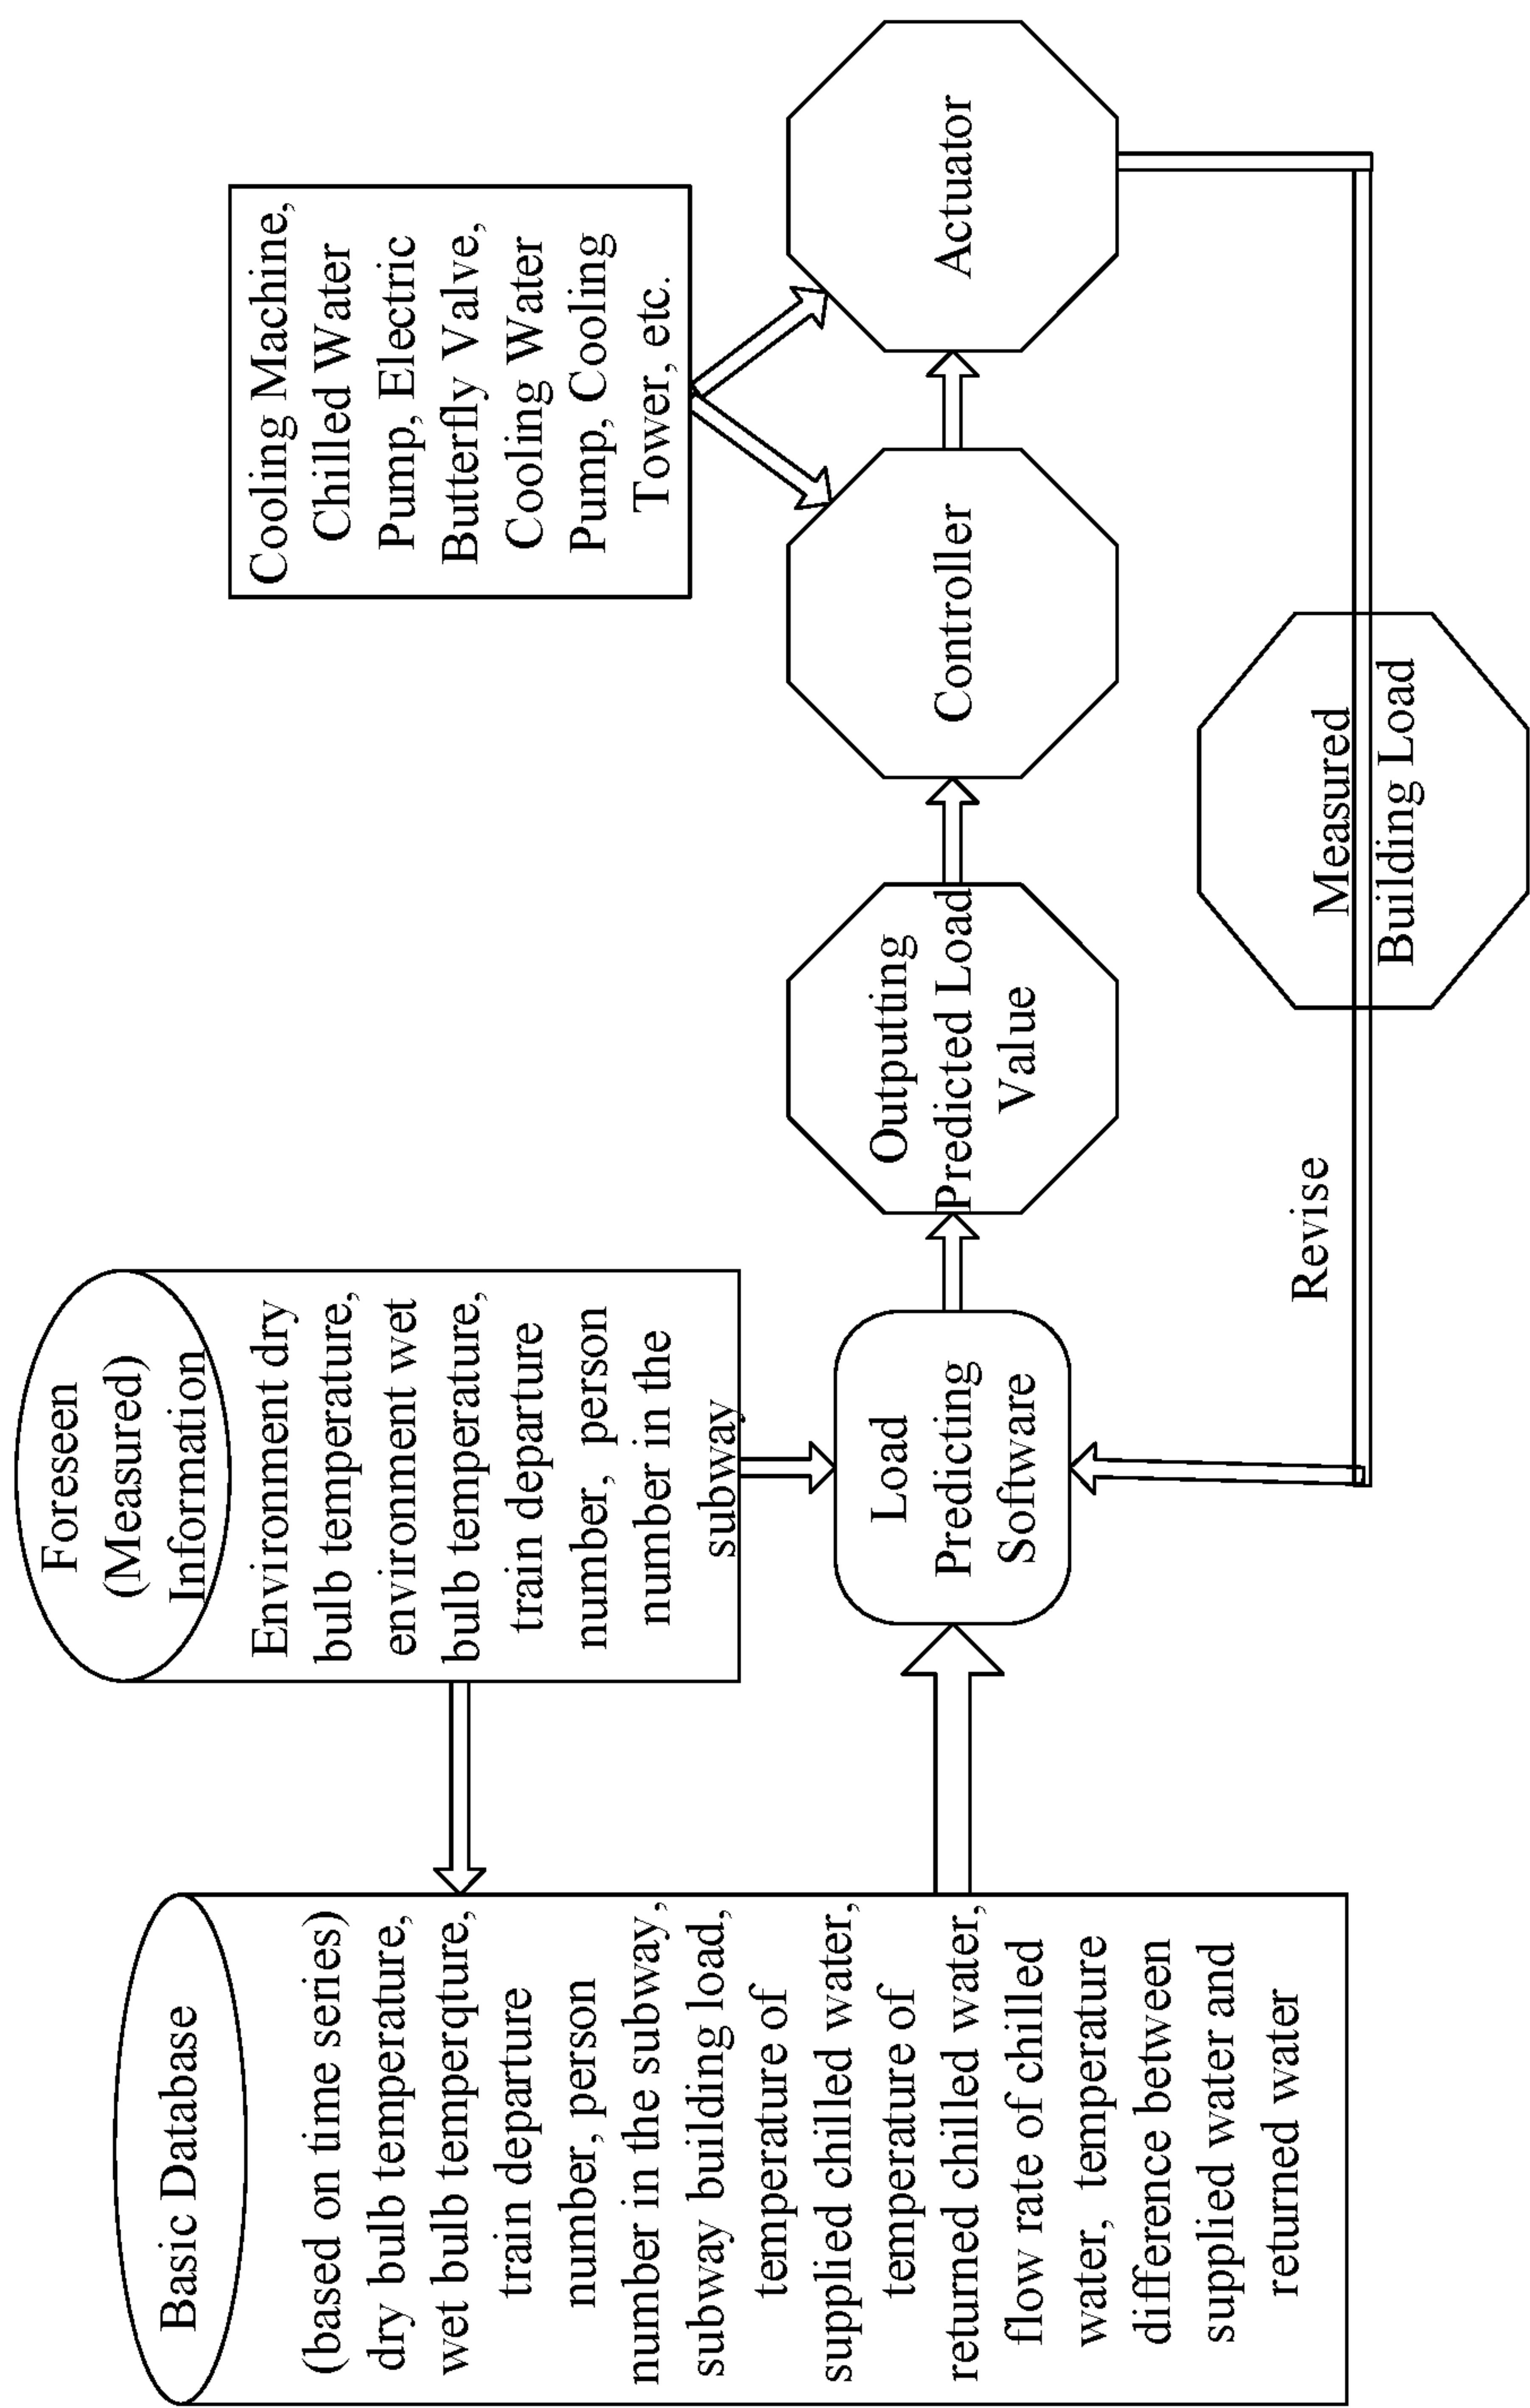 Basic Database
(based on time series)
dry bulb temperature,
wet bulb temperqture,
train departure
number, person
number in the subway,
subway building load,
temperature of
supplied chilled water,
temperature of
returned chilled water,
flow rate of chilled
water, temperature
difference between
supplied water and
returned water
Foreseen
(Measured)
Information
Environment dry
bulb temperature,
environment wet
bulb temperature,
train departure
number, person
number in the
subway
Load
Predicting
Software
Outputting
Predicted Load
Value
Controller
Actuator
Cooling Machine,
Chilled Water
Pump, Electric
Butterfly Valve,
Cooling Water
Pump, Cooling
Tower, etc.
Measured
Building Load
Revise